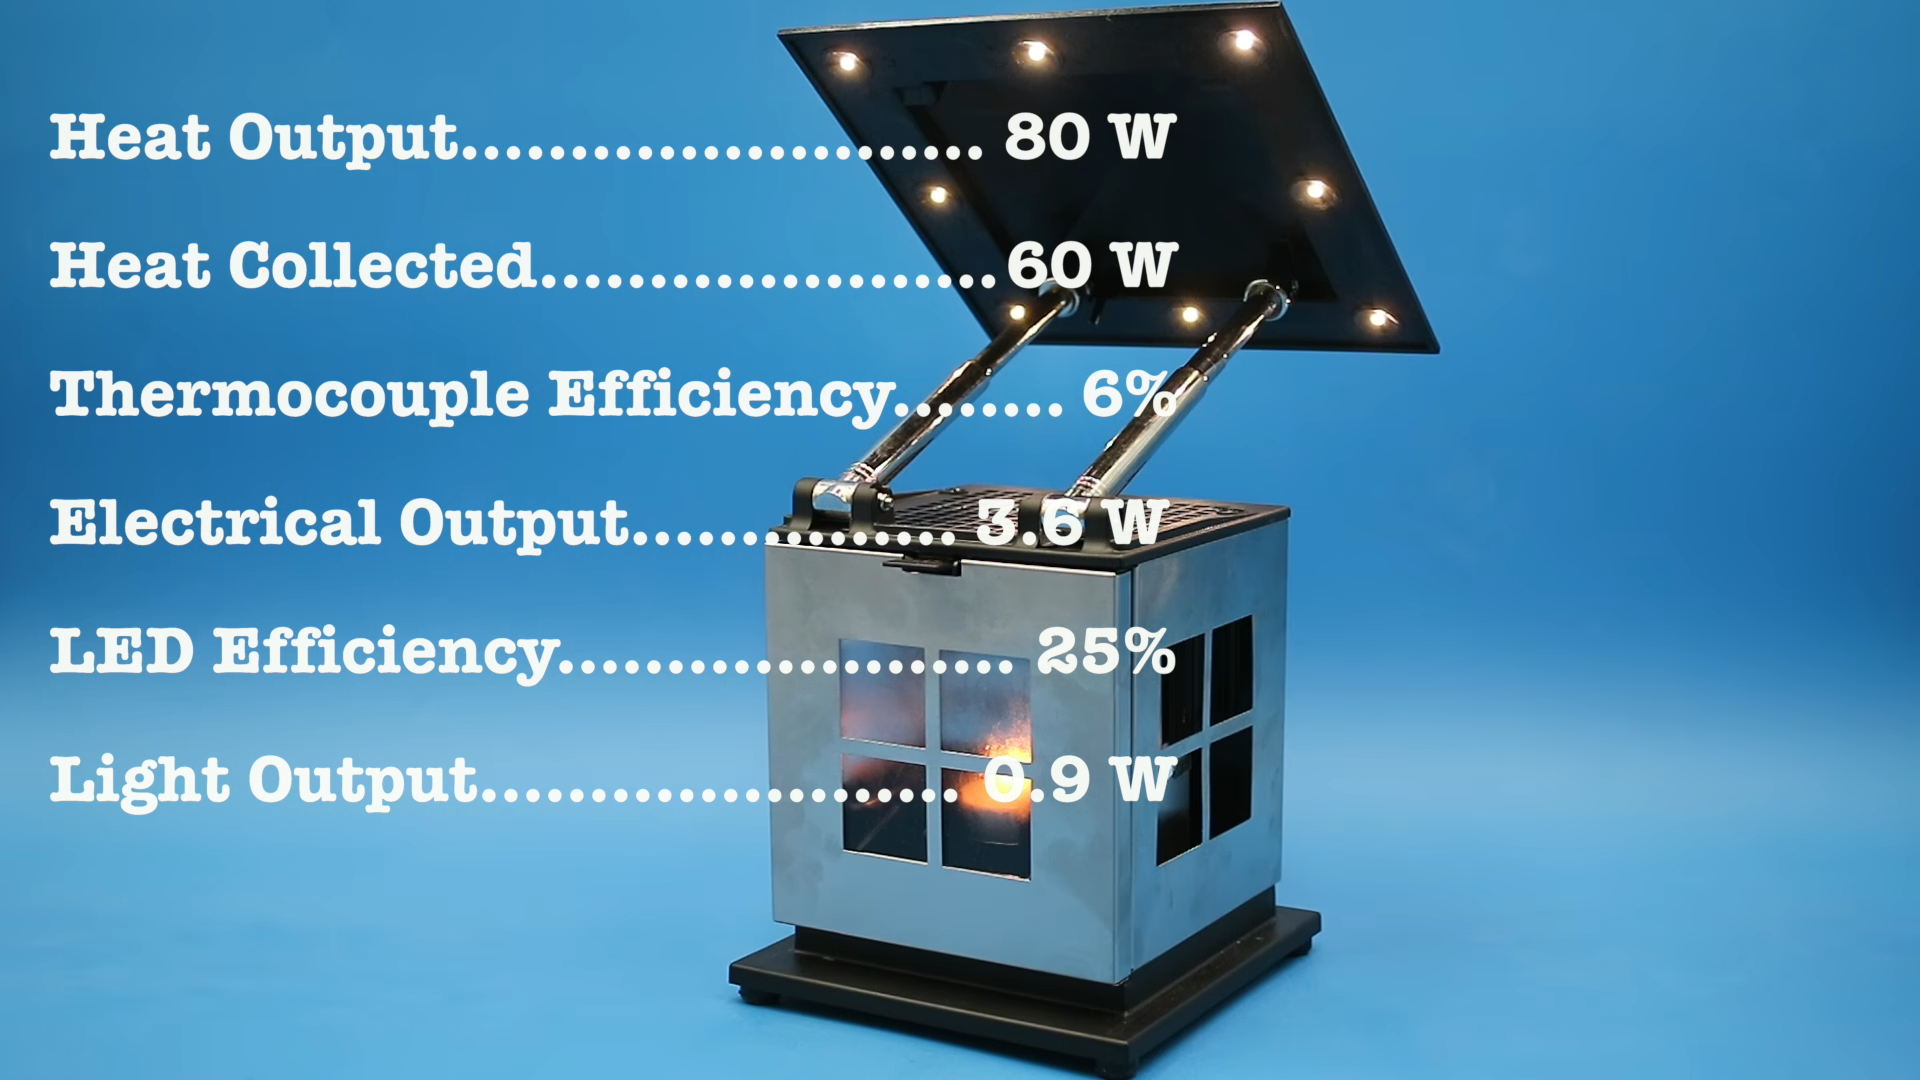 Heat Output........................ 80 W
Heat Collected.....................60 W
Thermocouple Efficiency........ 6%
Electrical Output............... 3.6 W
LED Efficiency..................... 25%
Light Output...................... 0.9 W